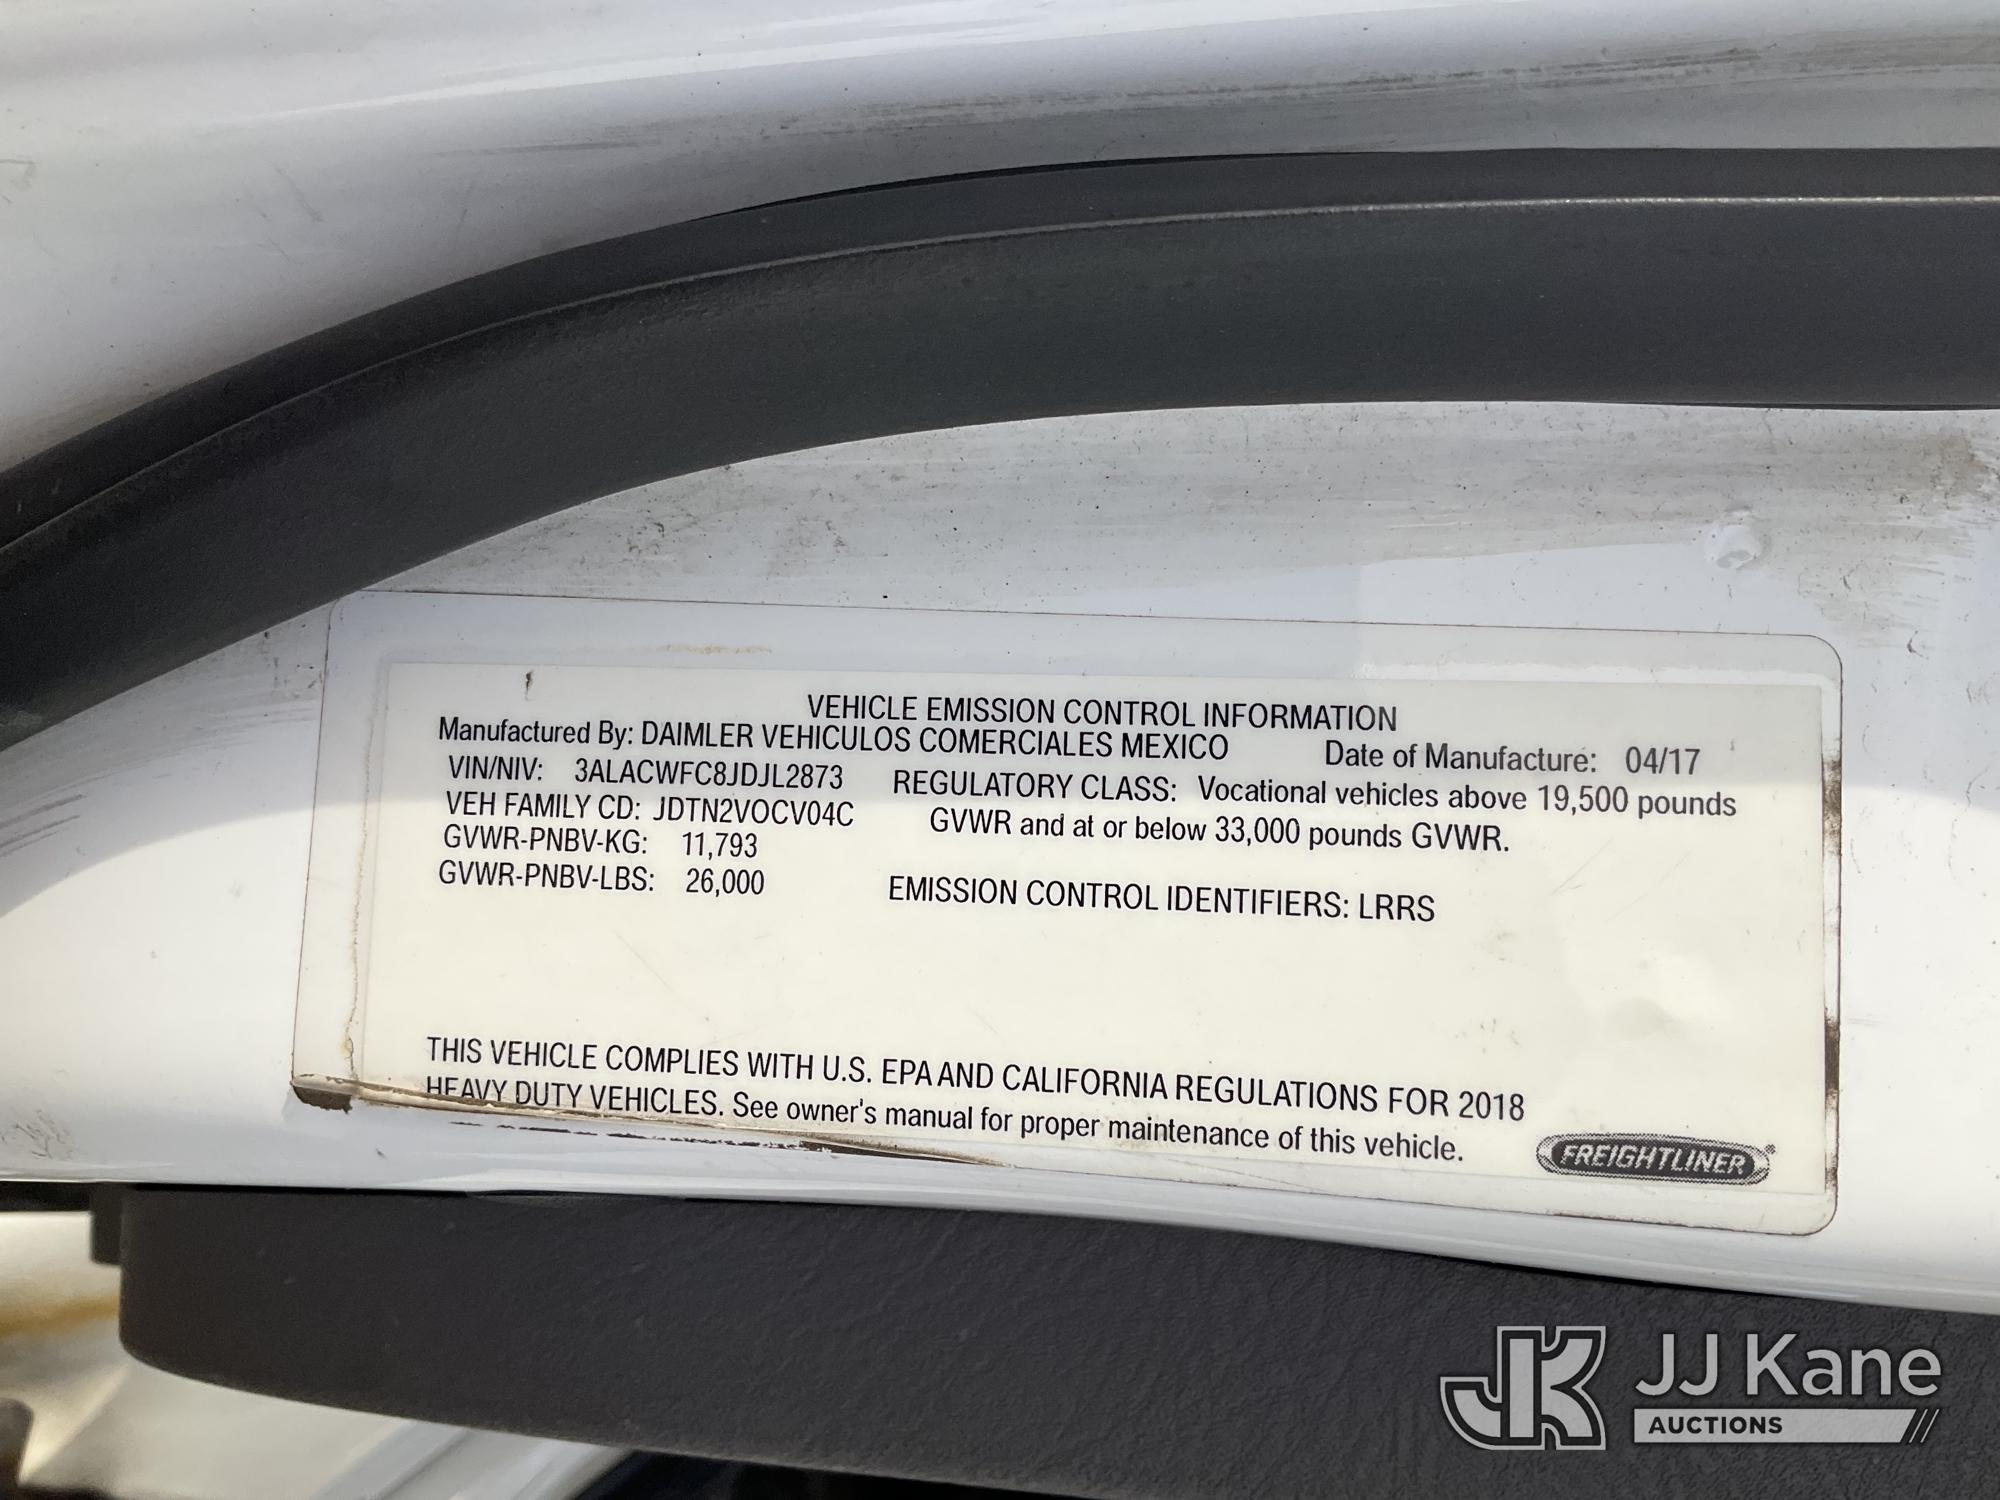 VEHICLE EMISSION CONTROL INFORMATION
Manufactured By: DAIMLER VEHICULOS COMERCIALES MEXICO Date of Manufacture: 04/17
VIN/NIV: 3ALACWFC8JDJL2873 REGULATORY CLASS: Vocational vehicles above 19,500 pounds
VEH FAMILY CD: JDTN2VOCV04C GVWR and at or below 33,000 pounds GVWR.
GVWR-PNBV-KG: 11,793
GVWR-PNBV-LBS: 26,000 EMISSION CONTROL IDENTIFIERS: LRRS
THIS VEHICLE COMPLIES WITH U.S. EPA AND CALIFORNIA REGULATIONS FOR 2018
HEAVY DUTY VEHICLES. See owner's manual for proper maintenance of this vehicle.
FREIGHTLINER®
JK JJ Kane
AUCTIONS